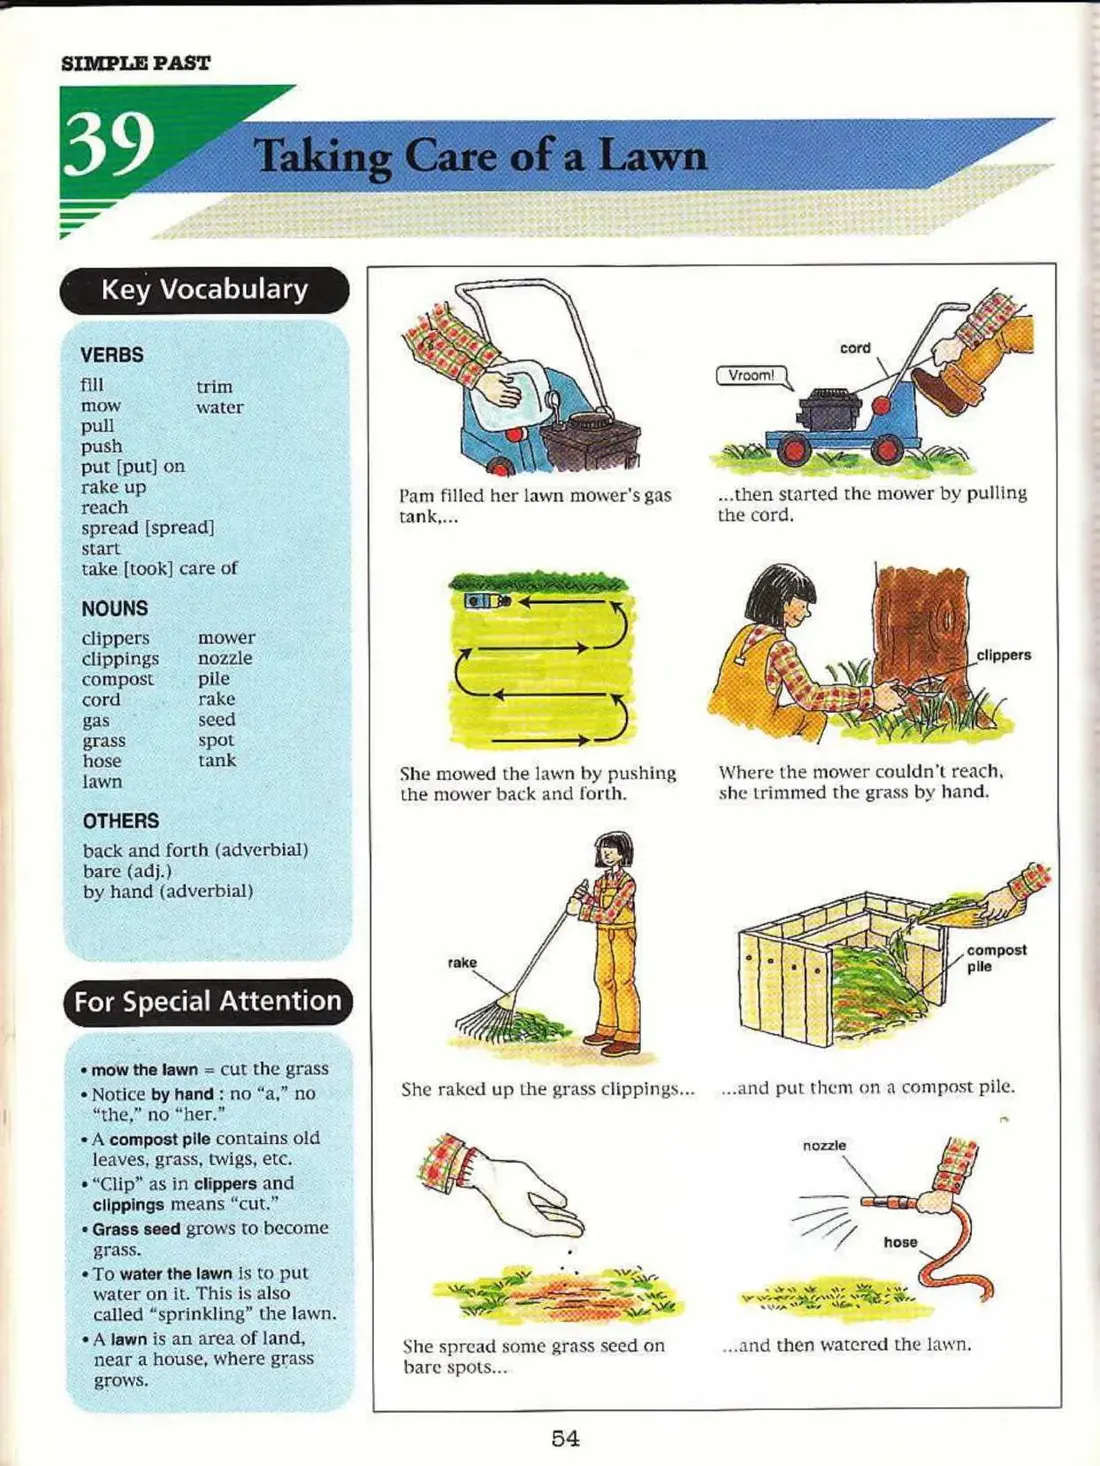 SIMPLE PAST
39
Taking Care of a Lawn
Key Vocabulary
VERBS
fill trim
mow water
pull
push
put [put] on
rake up
reach
spread [spread]
start
take [took] care of
NOUNS
clippers mower
clippings nozzle
compost pile
cord rake
gas seed
grass spot
hose tank
lawn
OTHERS
back and forth (adverbial)
bare (adj.)
by hand (adverbial)
For Special Attention
• mow the lawn = cut the grass
• Notice by hand : no "a," no
"the," no "her."
• A compost pile contains old
leaves, grass, twigs, etc.
• "Clip" as in clippers and
clippings means "cut."
• Grass seed grows to become
grass.
• To water the lawn is to put
water on it. This is also
called "sprinkling" the lawn.
• A lawn is an area of land,
near a house, where grass
grows.
Pam filled her lawn mower's gas
tank,...
cord
Vroom!
...then started the mower by pulling
the cord.
She mowed the lawn by pushing
the mower back and forth.
clippers
Where the mower couldn't reach,
she trimmed the grass by hand.
rake
She raked up the grass clippings...
compost
pile
...and put them on a compost pile.
She spread some grass seed on
bare spots...
nozzle
hose
...and then watered the lawn.
54